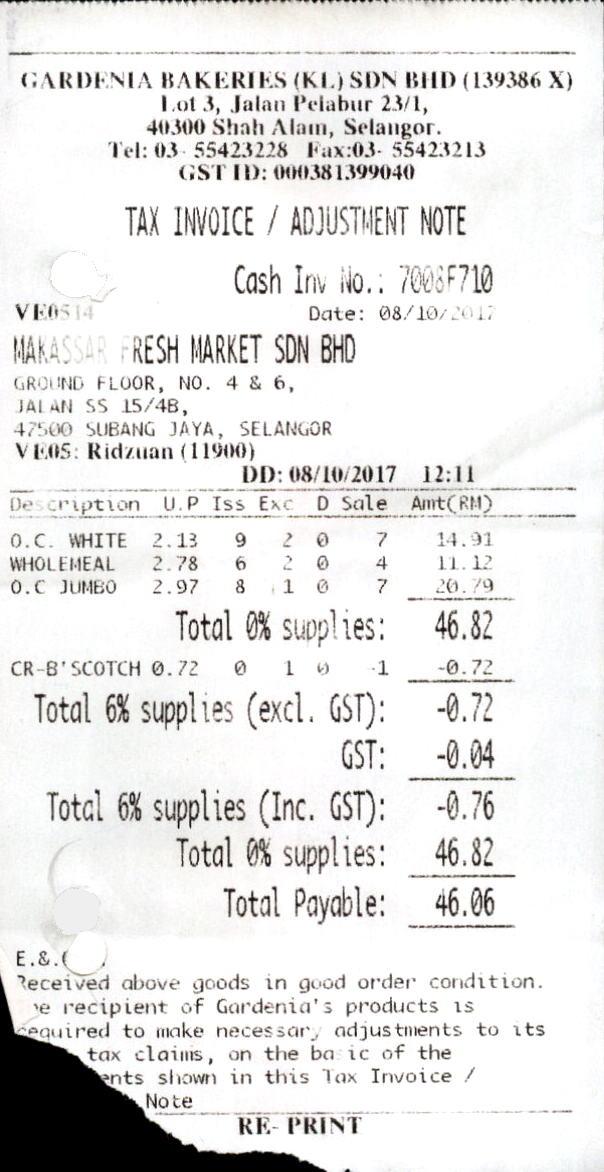 GARDENIA BAKERIES (KL) SDN BHD (139386 X)
Lot 3, Jalan Pelabur 23/1,
40300 Shah Alam, Selangor.
Tel: 03- 55423228 Fax:03- 55423213
GST ID: 000381399040
TAX INVOICE / ADJUSTMENT NOTE
Cash Inv No.: 7008F710
VE0514 Date: 08/10/2017
MAKASSAR FRESH MARKET SDN BHD
GROUND FLOOR, NO. 4 & 6,
JALAN SS 15/4B,
47500 SUBANG JAYA, SELANGOR
VE05: Ridzuan (11900)
DD: 08/10/2017 12:11
Description U.P Iss Exc D Sale Amt(RM)
O.C. WHITE 2.13 9 2 0 7 14.91
WHOLEMEAL 2.78 6 2 0 4 11.12
O.C JUMBO 2.97 8 1 0 7 20.79
Total 0% supplies: 46.82
CR-B'SCOTCH 0.72 0 1 0 -1 -0.72
Total 6% supplies (excl. GST): -0.72
GST: -0.04
Total 6% supplies (Inc. GST): -0.76
Total 0% supplies: 46.82
Total Payable: 46.06
E.&.
Received above goods in good order condition.
recipient of Gardenia's products is
required to make necessary adjustments to its
tax claims, on the basic of the
shown in this Tax Invoice /
Note
RE- PRINT